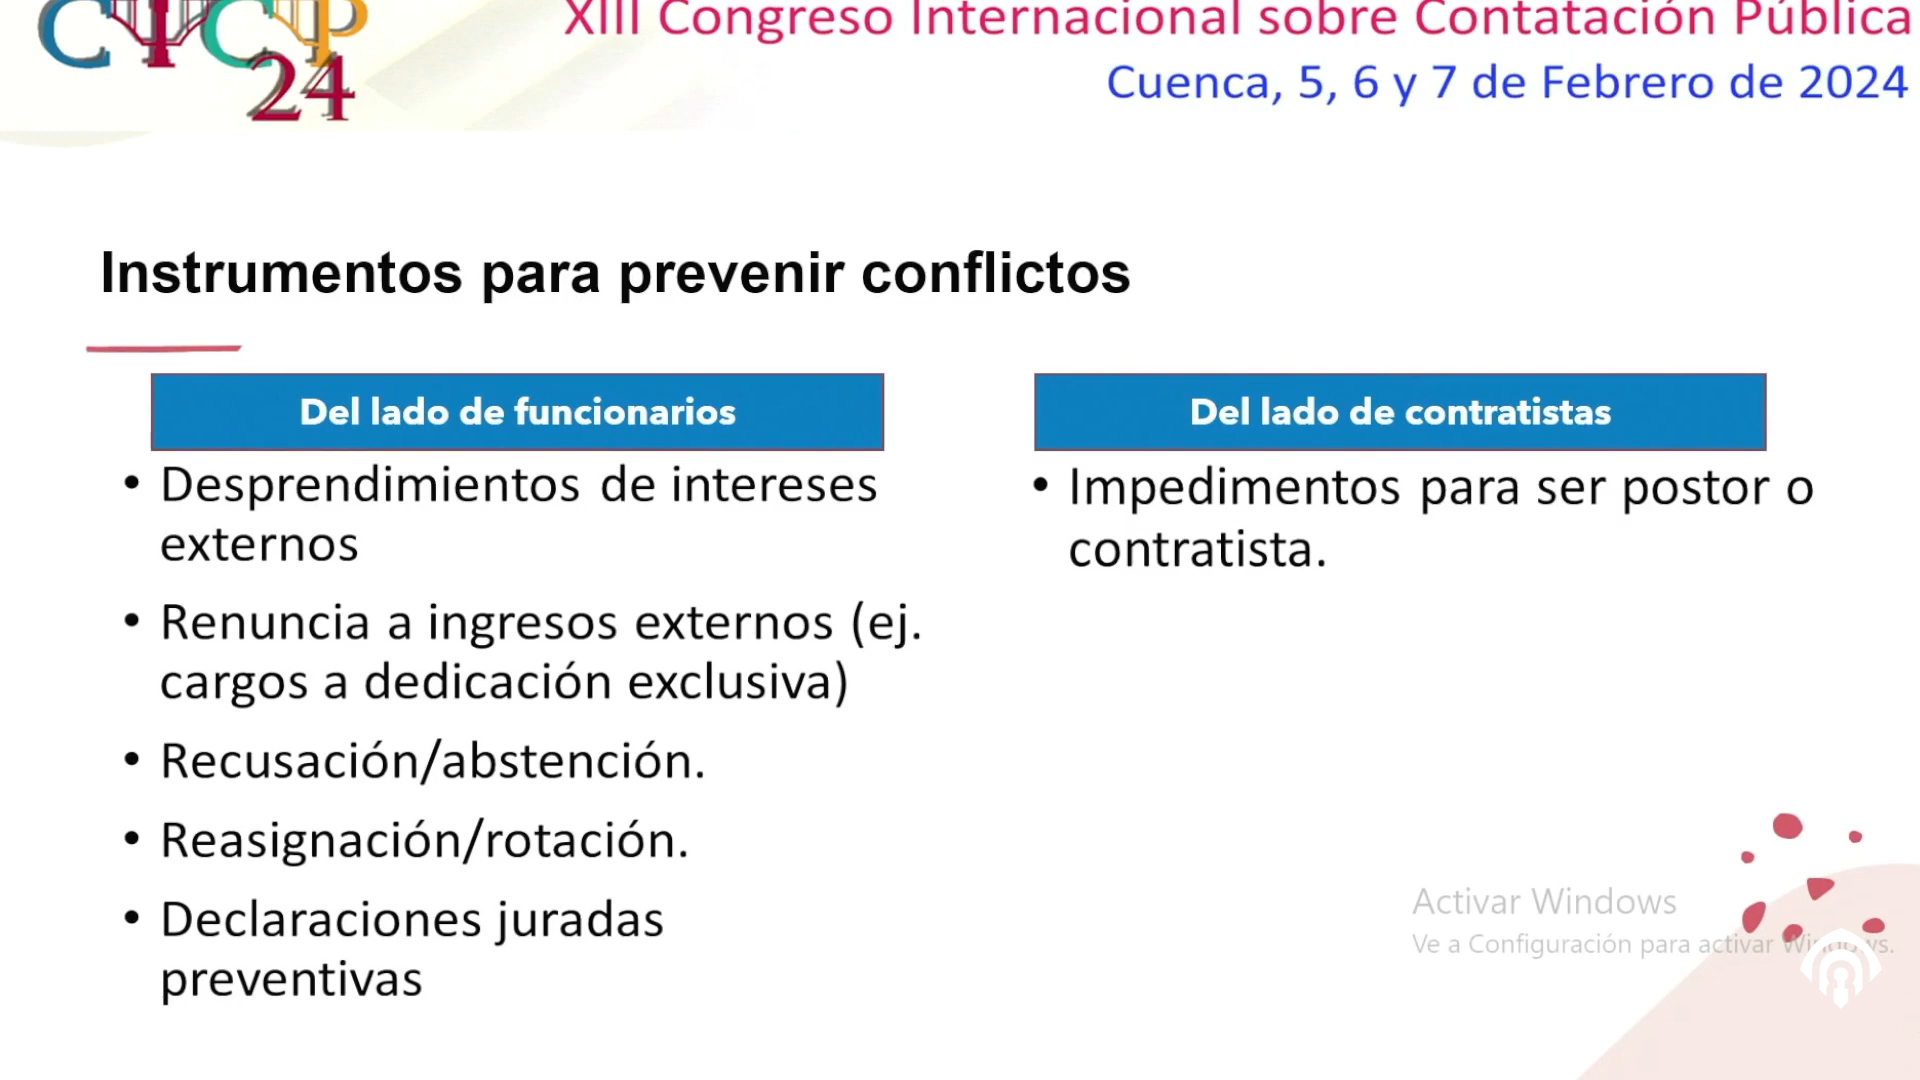 CICP
24
XIII Congreso Internacional sobre Contatación Pública
Cuenca, 5, 6 y 7 de Febrero de 2024
Instrumentos para prevenir conflictos
Del lado de funcionarios
• Desprendimientos de intereses
externos
• Renuncia a ingresos externos (ej.
cargos a dedicación exclusiva)
• Recusación/abstención.
• Reasignación/rotación.
• Declaraciones juradas
preventivas
Del lado de contratistas
• Impedimentos para ser postor o
contratista.
Activar Windows
Ve a Configuración para activar Windows.